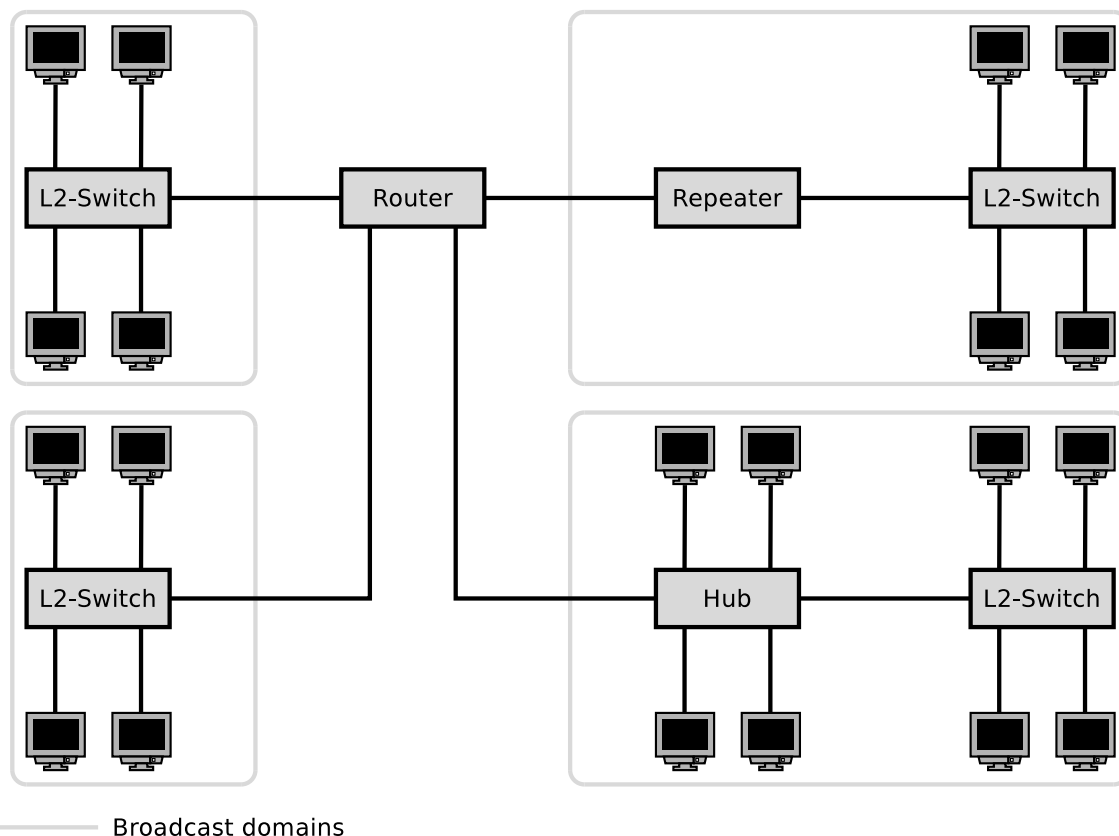 L2-Switch
Router
Repeater
L2-Switch
L2-Switch
Hub
L2-Switch
Broadcast domains